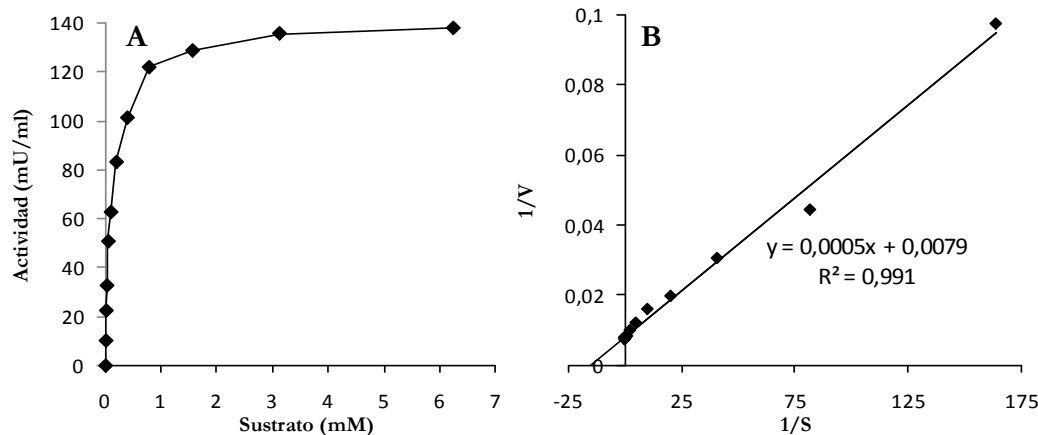 A
Actividad (mU/ml)
140
120
100
80
60
40
20
0
0 1 2 3 4 5 6 7
Sustrato (mM)
B
1/V
0,1
0,08
0,06
0,04
0,02
0
y = 0,0005x + 0,0079
R² = 0,991
-25 25 75 125 175
1/S